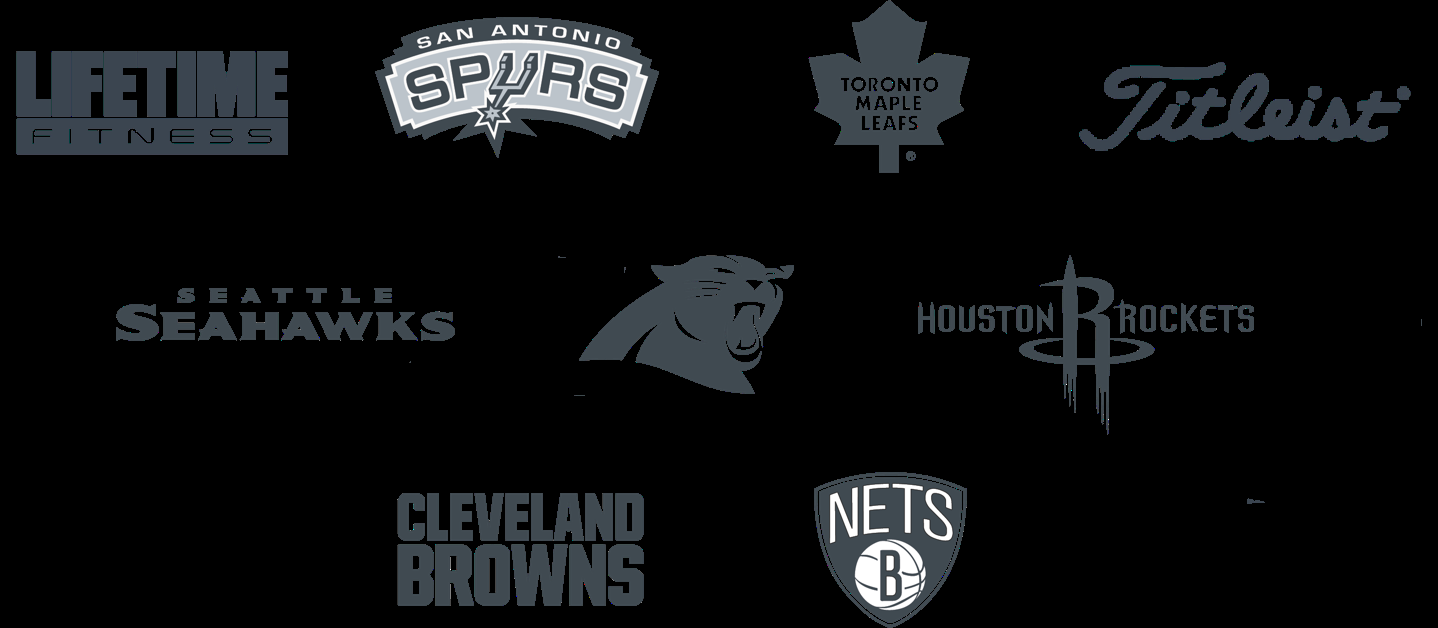 LIFETIME
FITNESS
SAN ANTONIO
SPURS
TORONTO
MAPLE
LEAFS
®
Titleist
SEATTLE
SEAHAWKS
HOUSTON R ROCKETS
CLEVELAND
BROWNS
NETS
B